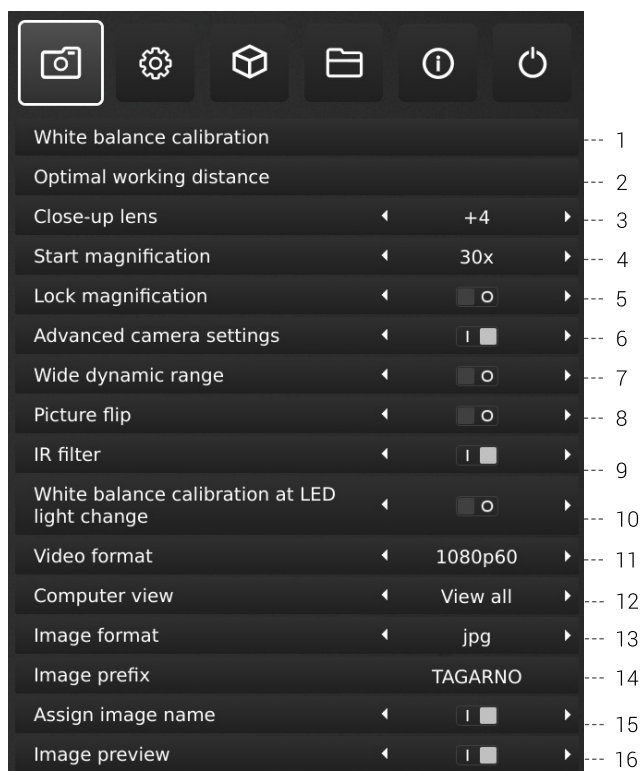 White balance calibration --- 1
Optimal working distance --- 2
Close-up lens +4 --- 3
Start magnification 30x --- 4
Lock magnification O --- 5
Advanced camera settings I --- 6
Wide dynamic range O --- 7
Picture flip O --- 8
IR filter I --- 9
White balance calibration at LED
light change O --- 10
Video format 1080p60 --- 11
Computer view View all --- 12
Image format jpg --- 13
Image prefix TAGARNO --- 14
Assign image name I --- 15
Image preview I --- 16